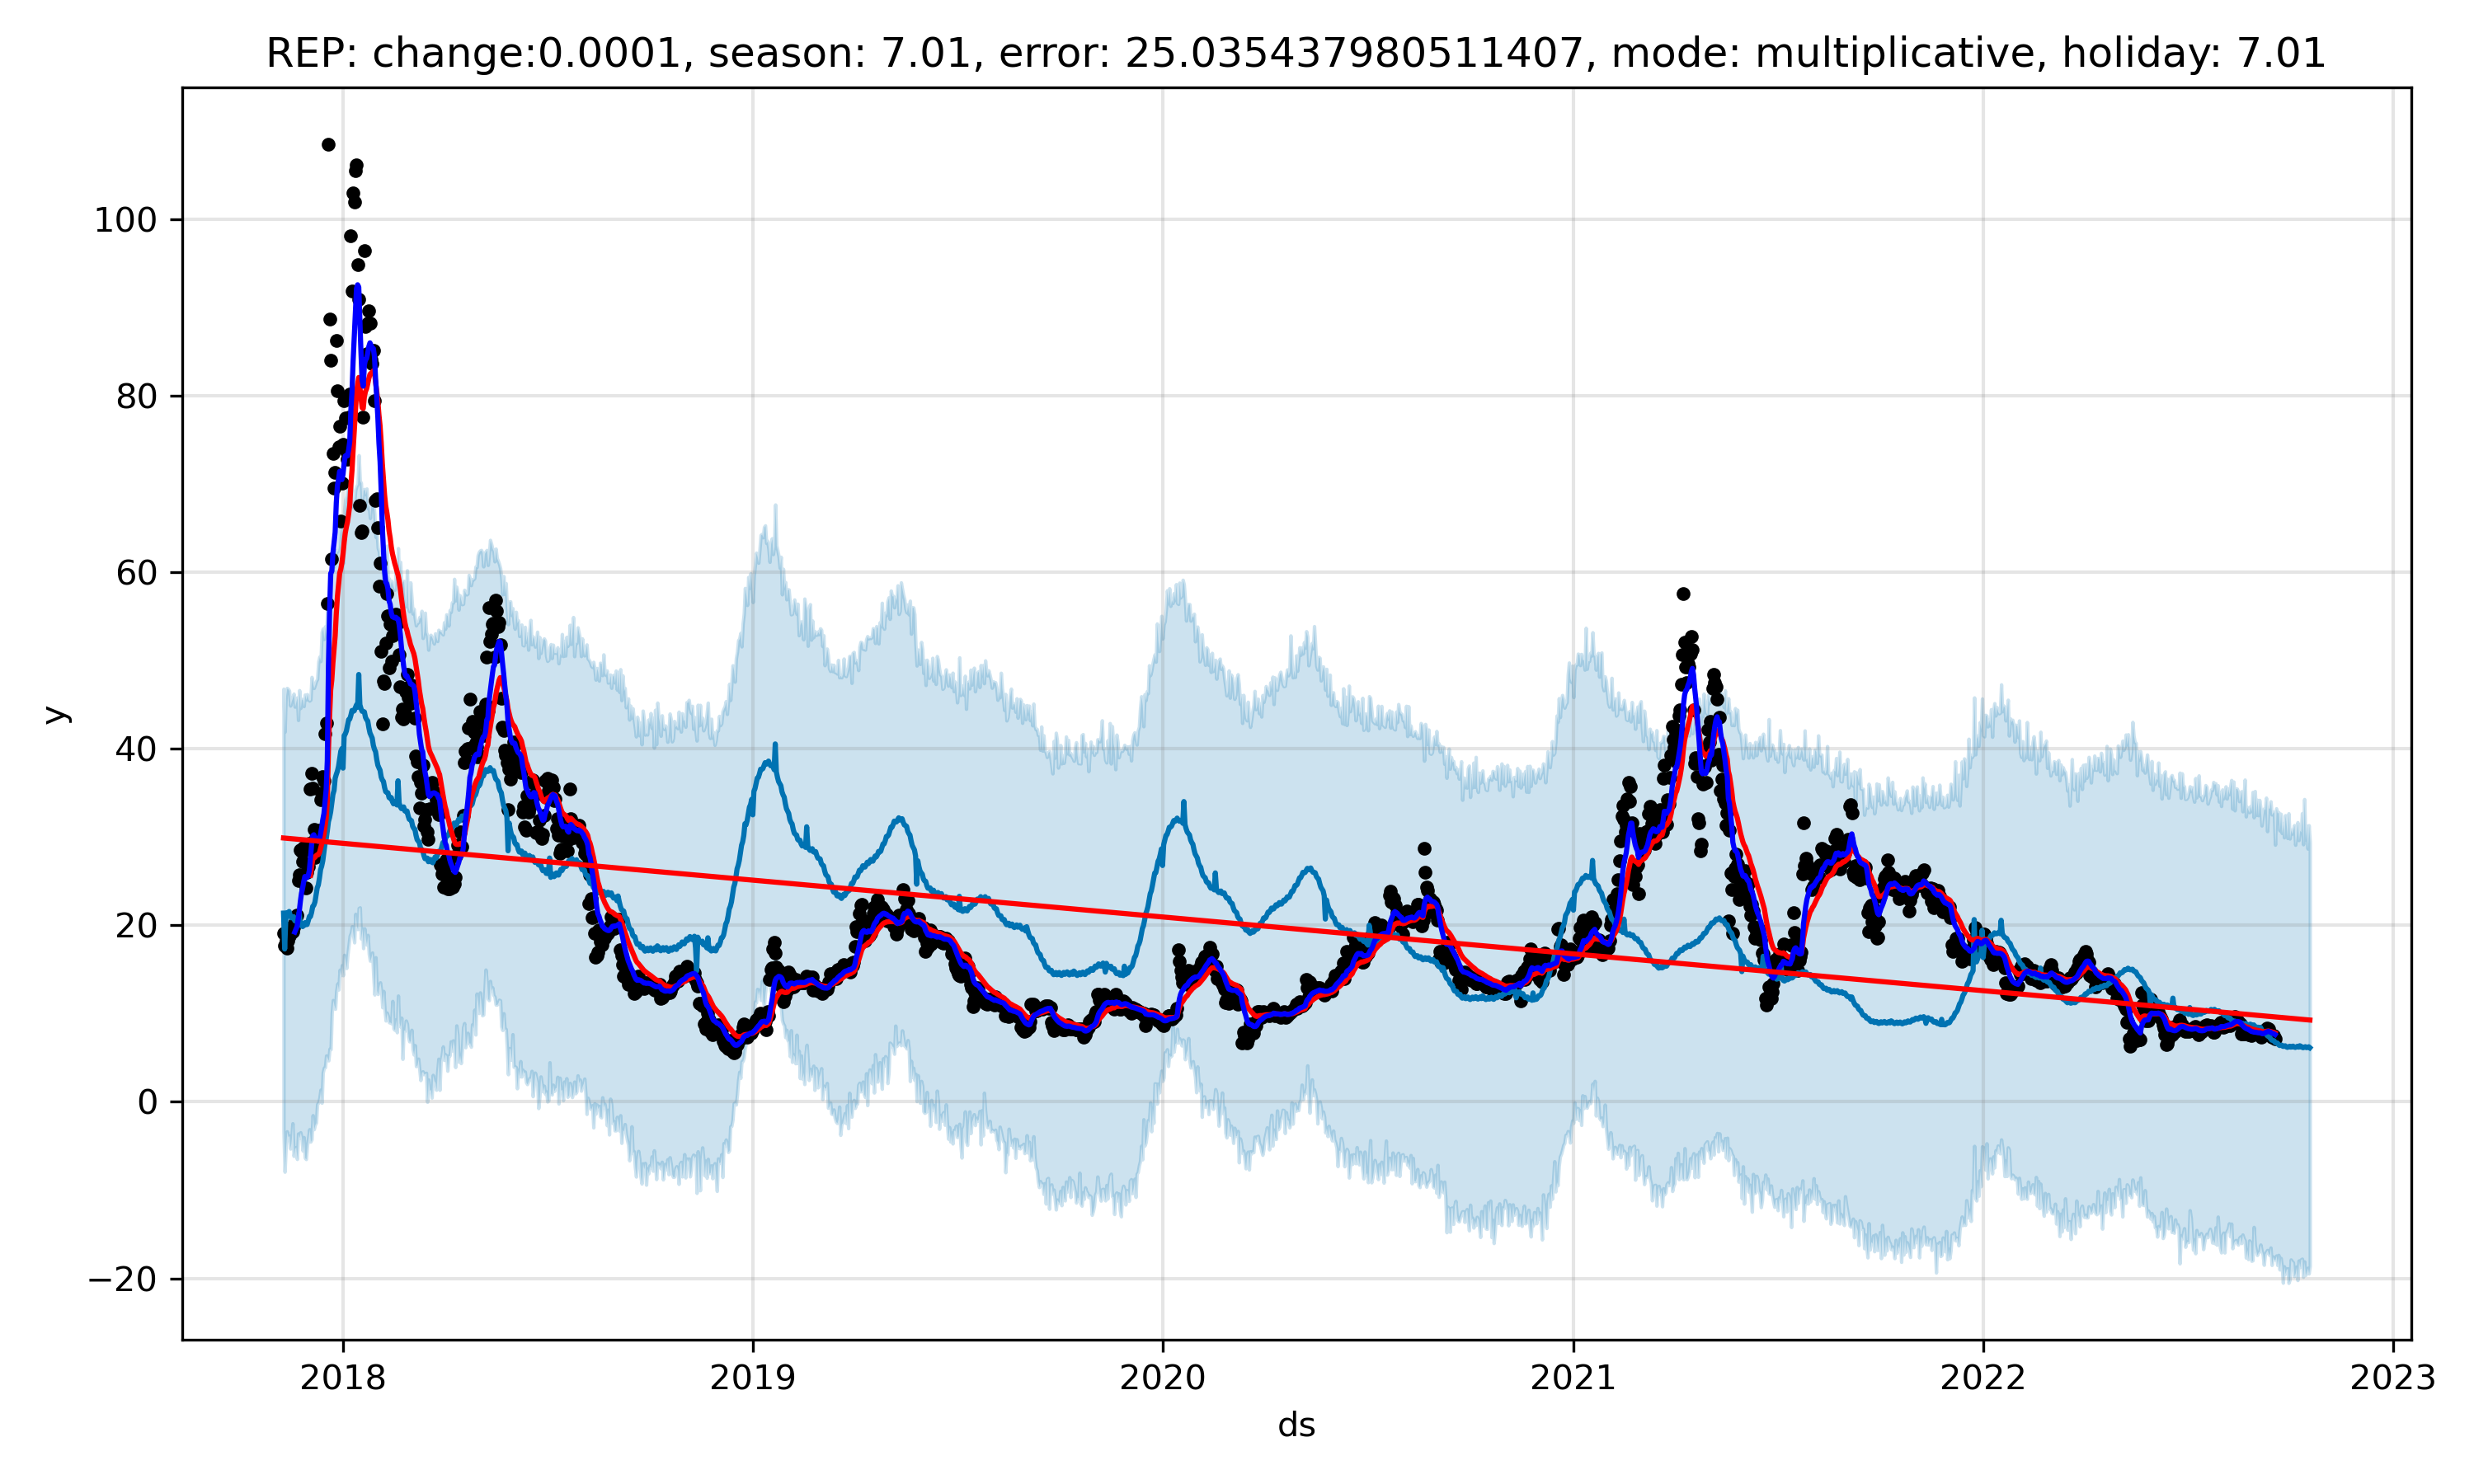 REP: change:0.0001, season: 7.01, error: 25.035437980511407, mode: multiplicative, holiday: 7.01
y
100
80
60
40
20
0
−20
2018 2019 2020 2021 2022 2023
ds